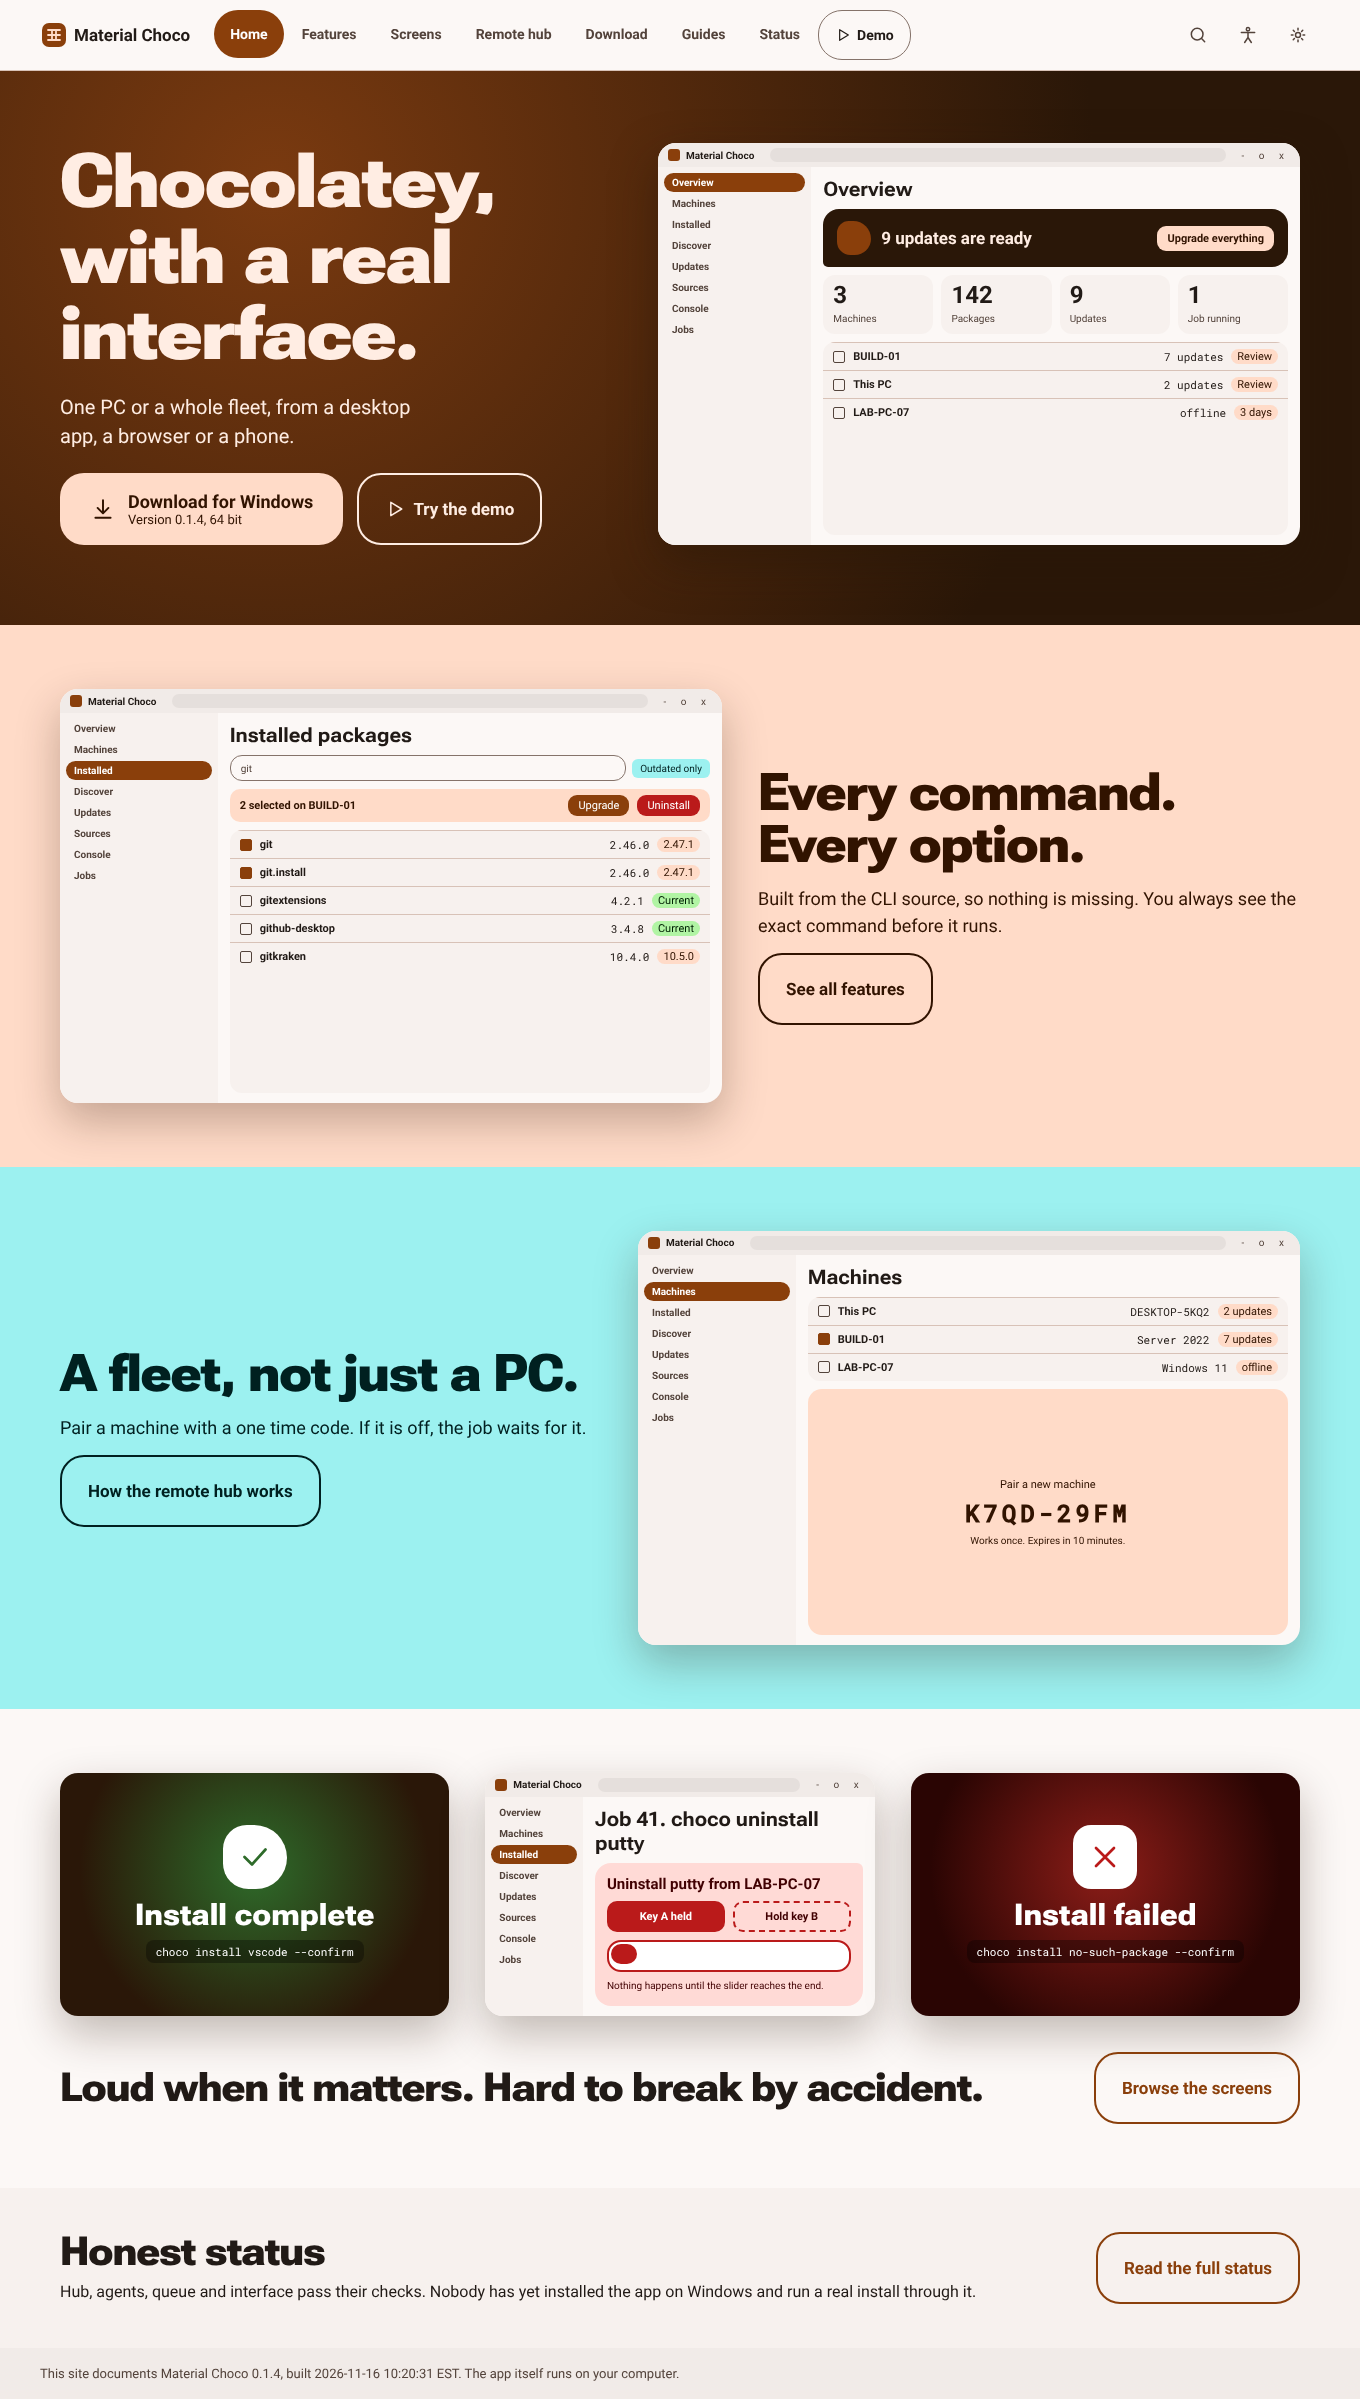 Material Choco
Home
Features
Screens
Remote hub
Download
Guides
Status
Demo
Chocolatey,
with a real
interface.
One PC or a whole fleet, from a desktop
app, a browser or a phone.
Download for Windows
Version 0.1.4, 64 bit
Try the demo
Material Choco
- o x
Overview
Machines
Installed
Discover
Updates
Sources
Console
Jobs
Overview
9 updates are ready
Upgrade everything
3
Machines
142
Packages
9
Updates
1
Job running
BUILD-01 7 updates Review
This PC 2 updates Review
LAB-PC-07 offline 3 days
Material Choco
- o x
Overview
Machines
Installed
Discover
Updates
Sources
Console
Jobs
Installed packages
git
Outdated only
2 selected on BUILD-01 Upgrade Uninstall
git 2.46.0 2.47.1
git.install 2.46.0 2.47.1
gitextensions 4.2.1 Current
github-desktop 3.4.8 Current
gitkraken 10.4.0 10.5.0
Every command.
Every option.
Built from the CLI source, so nothing is missing. You always see the
exact command before it runs.
See all features
A fleet, not just a PC.
Pair a machine with a one time code. If it is off, the job waits for it.
How the remote hub works
Material Choco
- o x
Overview
Machines
Installed
Discover
Updates
Sources
Console
Jobs
Machines
This PC DESKTOP-5KQ2 2 updates
BUILD-01 Server 2022 7 updates
LAB-PC-07 Windows 11 offline
Pair a new machine
K7QD-29FM
Works once. Expires in 10 minutes.
Install complete
choco install vscode --confirm
Material Choco
- o x
Overview
Machines
Installed
Discover
Updates
Sources
Console
Jobs
Job 41. choco uninstall
putty
Uninstall putty from LAB-PC-07
Key A held
Hold key B
Nothing happens until the slider reaches the end.
Install failed
choco install no-such-package --confirm
Loud when it matters. Hard to break by accident.
Browse the screens
Honest status
Hub, agents, queue and interface pass their checks. Nobody has yet installed the app on Windows and run a real install through it.
Read the full status
This site documents Material Choco 0.1.4, built 2026-11-16 10:20:31 EST. The app itself runs on your computer.